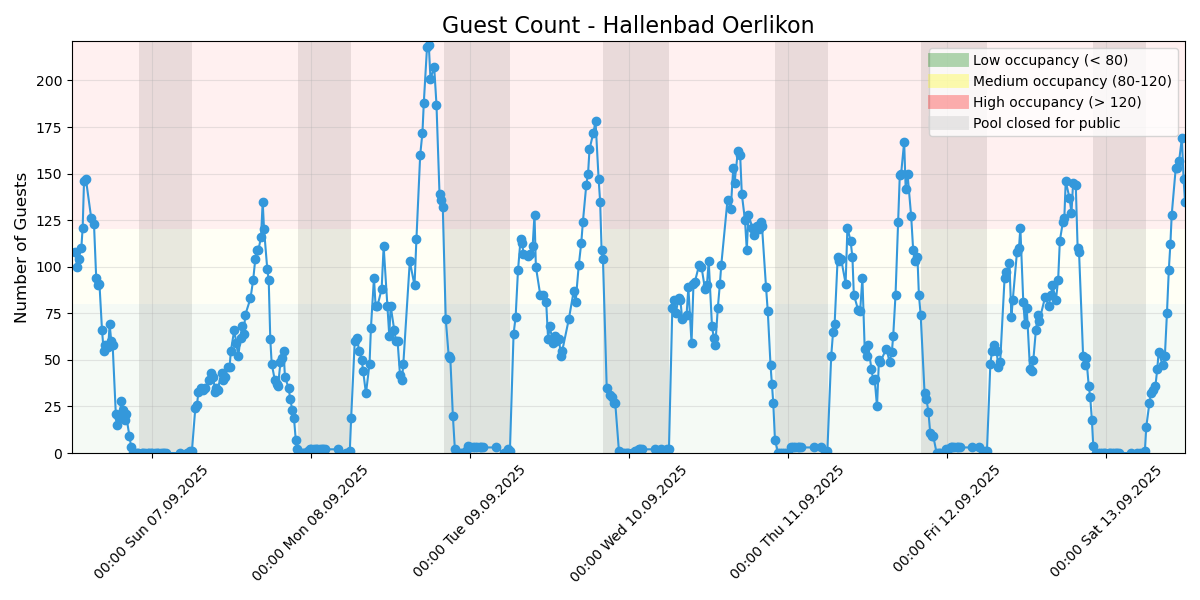 Guest Count - Hallenbad Oerlikon
Low occupancy (< 80)
Medium occupancy (80-120)
High occupancy (> 120)
Pool closed for public
Number of Guests
200
175
150
125
100
75
50
25
0
00:00 Sun 07.09.2025
00:00 Mon 08.09.2025
00:00 Tue 09.09.2025
00:00 Wed 10.09.2025
00:00 Thu 11.09.2025
00:00 Fri 12.09.2025
00:00 Sat 13.09.2025